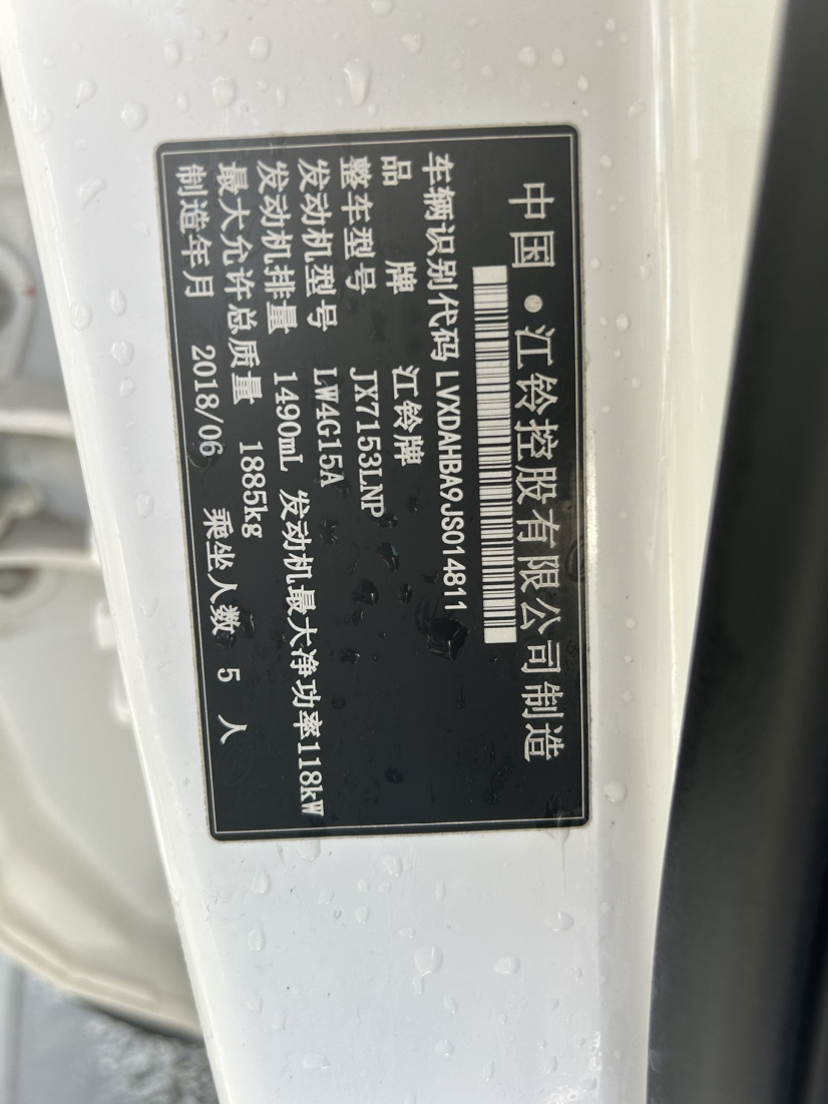 中国•江铃控股有限公司制造
车辆识别代码 LVXDAHBA9JS014811
品 牌 江铃牌
整车型号 JX7153LNP
发动机型号 LW4G15A
发动机排量 1490mL 发动机最大净功率118kW
最大允许总质量 1885kg
制造年月 2018/06 乘坐人数 5 人